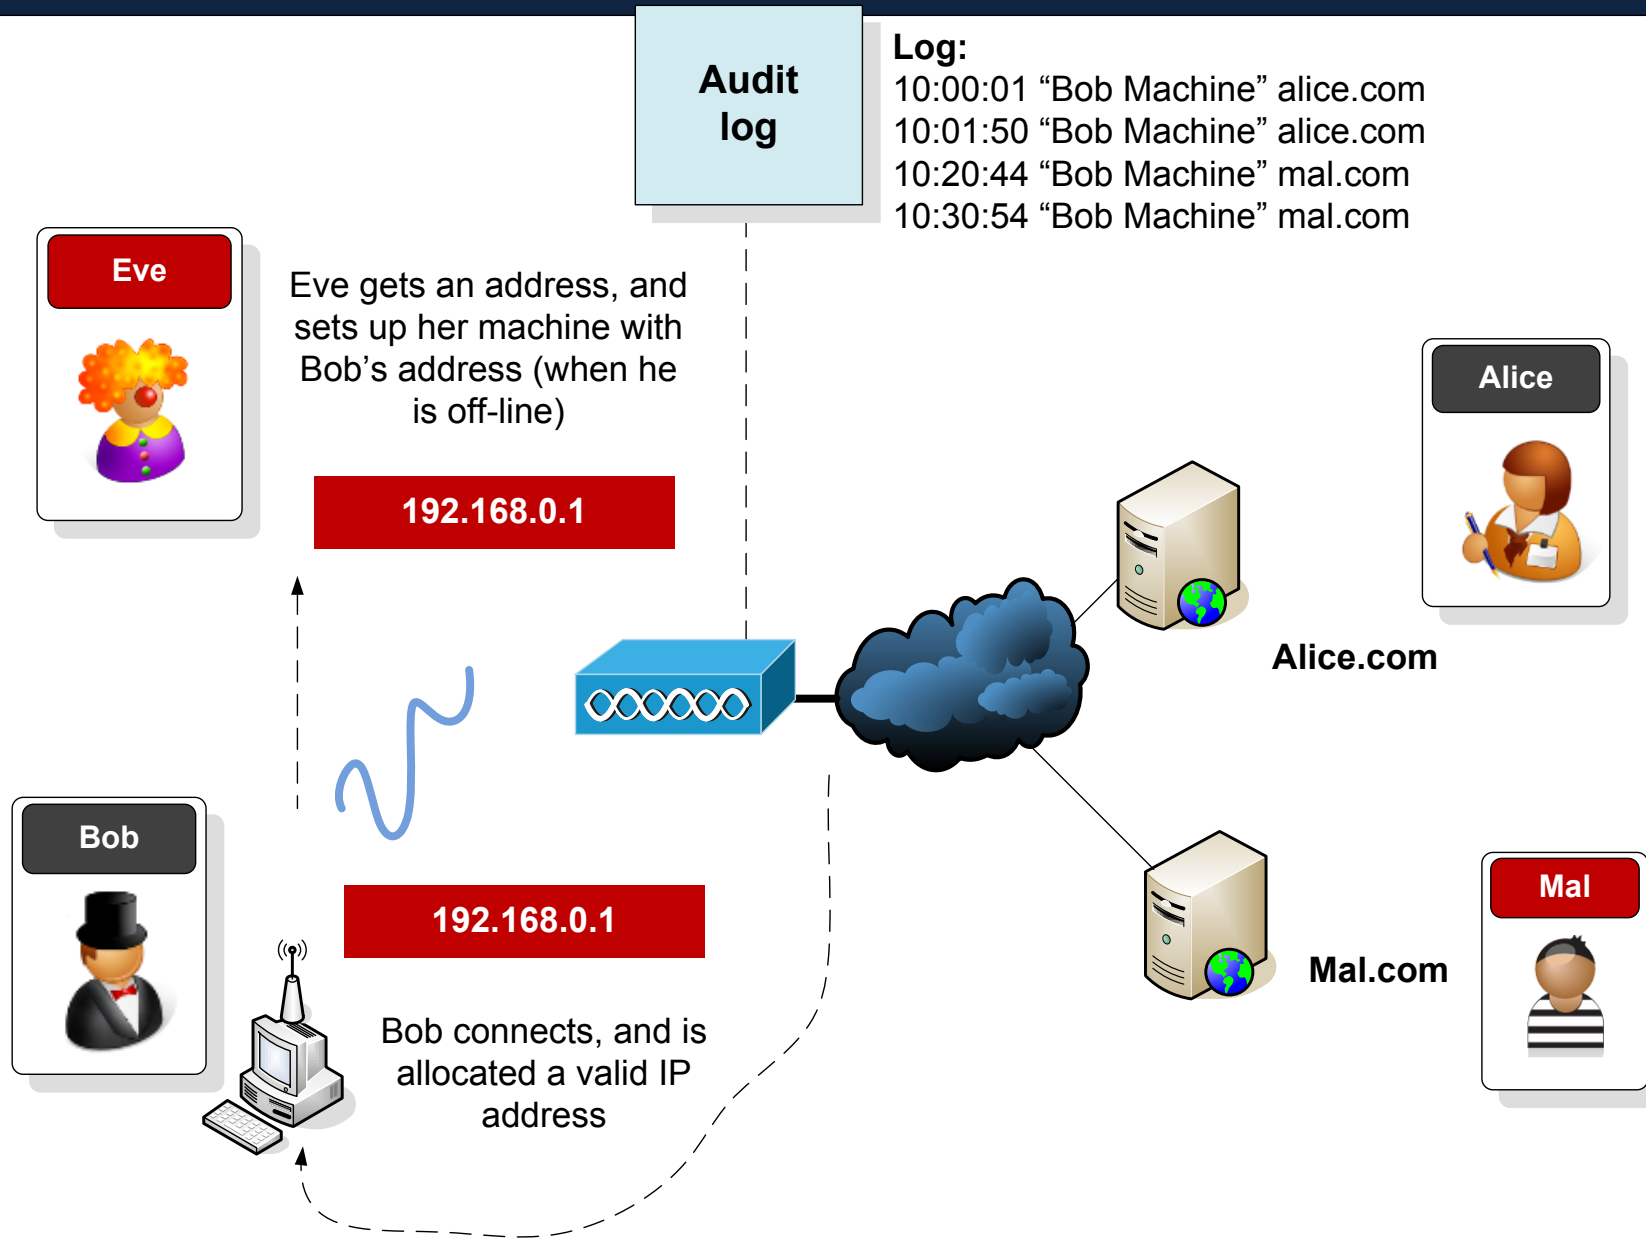 Audit
log
Log:
10:00:01 “Bob Machine” alice.com
10:01:50 “Bob Machine” alice.com
10:20:44 “Bob Machine” mal.com
10:30:54 “Bob Machine” mal.com
Eve
Eve gets an address, and
sets up her machine with
Bob’s address (when he
is off-line)
192.168.0.1
Alice
Alice.com
Bob
192.168.0.1
Bob connects, and is
allocated a valid IP
address
Mal
Mal.com